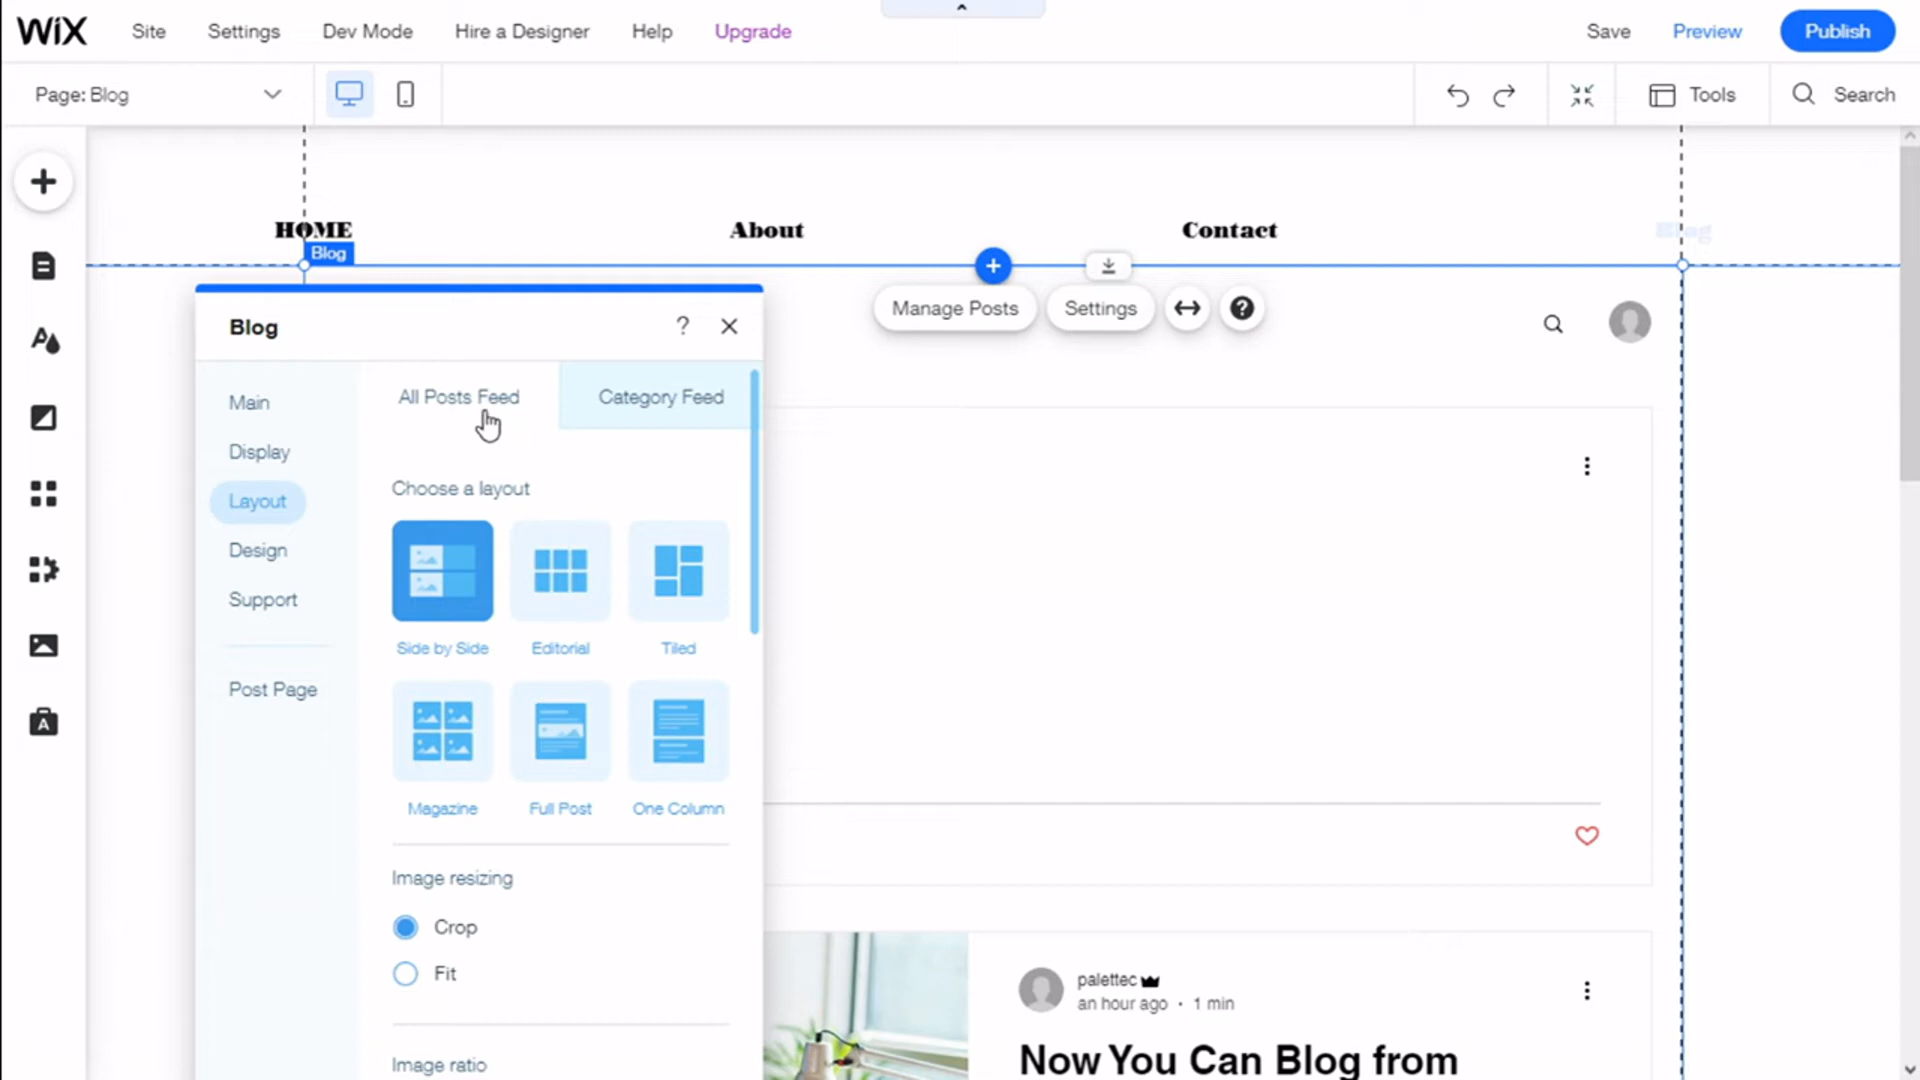 WiX Site Settings Dev Mode Hire a Designer Help Upgrade Save Preview Publish
Page: Blog Tools Search
HOME About Contact Blog
Blog
Manage Posts Settings ?
Blog ?
Main
Display
Layout
Design
Support
Post Page
All Posts Feed Category Feed
Choose a layout
Side by Side Editorial Tiled
Magazine Full Post One Column
Image resizing
Crop
Fit
Image ratio
A
palettec
an hour ago · 1 min
Now You Can Blog from